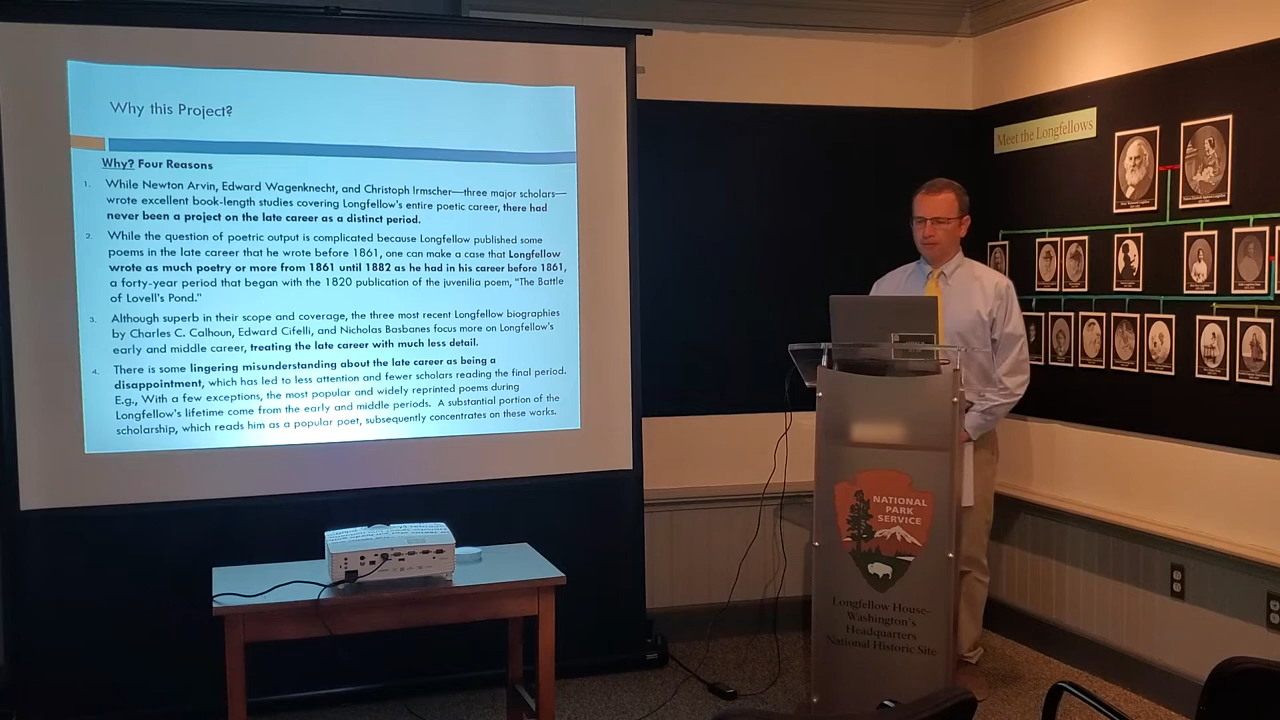 Why this Project?
Why? Four Reasons
1. While Newton Arvin, Edward Wagenknecht, and Christoph Irmscher—three major scholars—
wrote excellent book-length studies covering Longfellow's entire poetic career, there had
never been a project on the late career as a distinct period.
2. While the question of poetric output is complicated because Longfellow published some
poems in the late career that he wrote before 1861, one can make a case that Longfellow
wrote as much poetry or more from 1861 until 1882 as he had in his career before 1861,
a forty-year period that began with the 1820 publication of the juvenilia poem, "The Battle
of Lovell's Pond."
3. Although superb in their scope and coverage, the three most recent Longfellow biographies
by Charles C. Calhoun, Edward Cifelli, and Nicholas Basbanes focus more on Longfellow's
early and middle career, treating the late career with much less detail.
4. There is some lingering misunderstanding about the late career as being a
disappointment, which has led to less attention and fewer scholars reading the final period.
E.g., With a few exceptions, the most popular and widely reprinted poems during
Longfellow's lifetime come from the early and middle periods. A substantial portion of the
scholarship, which reads him as a popular poet, subsequently concentrates on these works.
Meet the Longfellows
NATIONAL
PARK
SERVICE
Longfellow House-
Washington's
Headquarters
National Historic Site